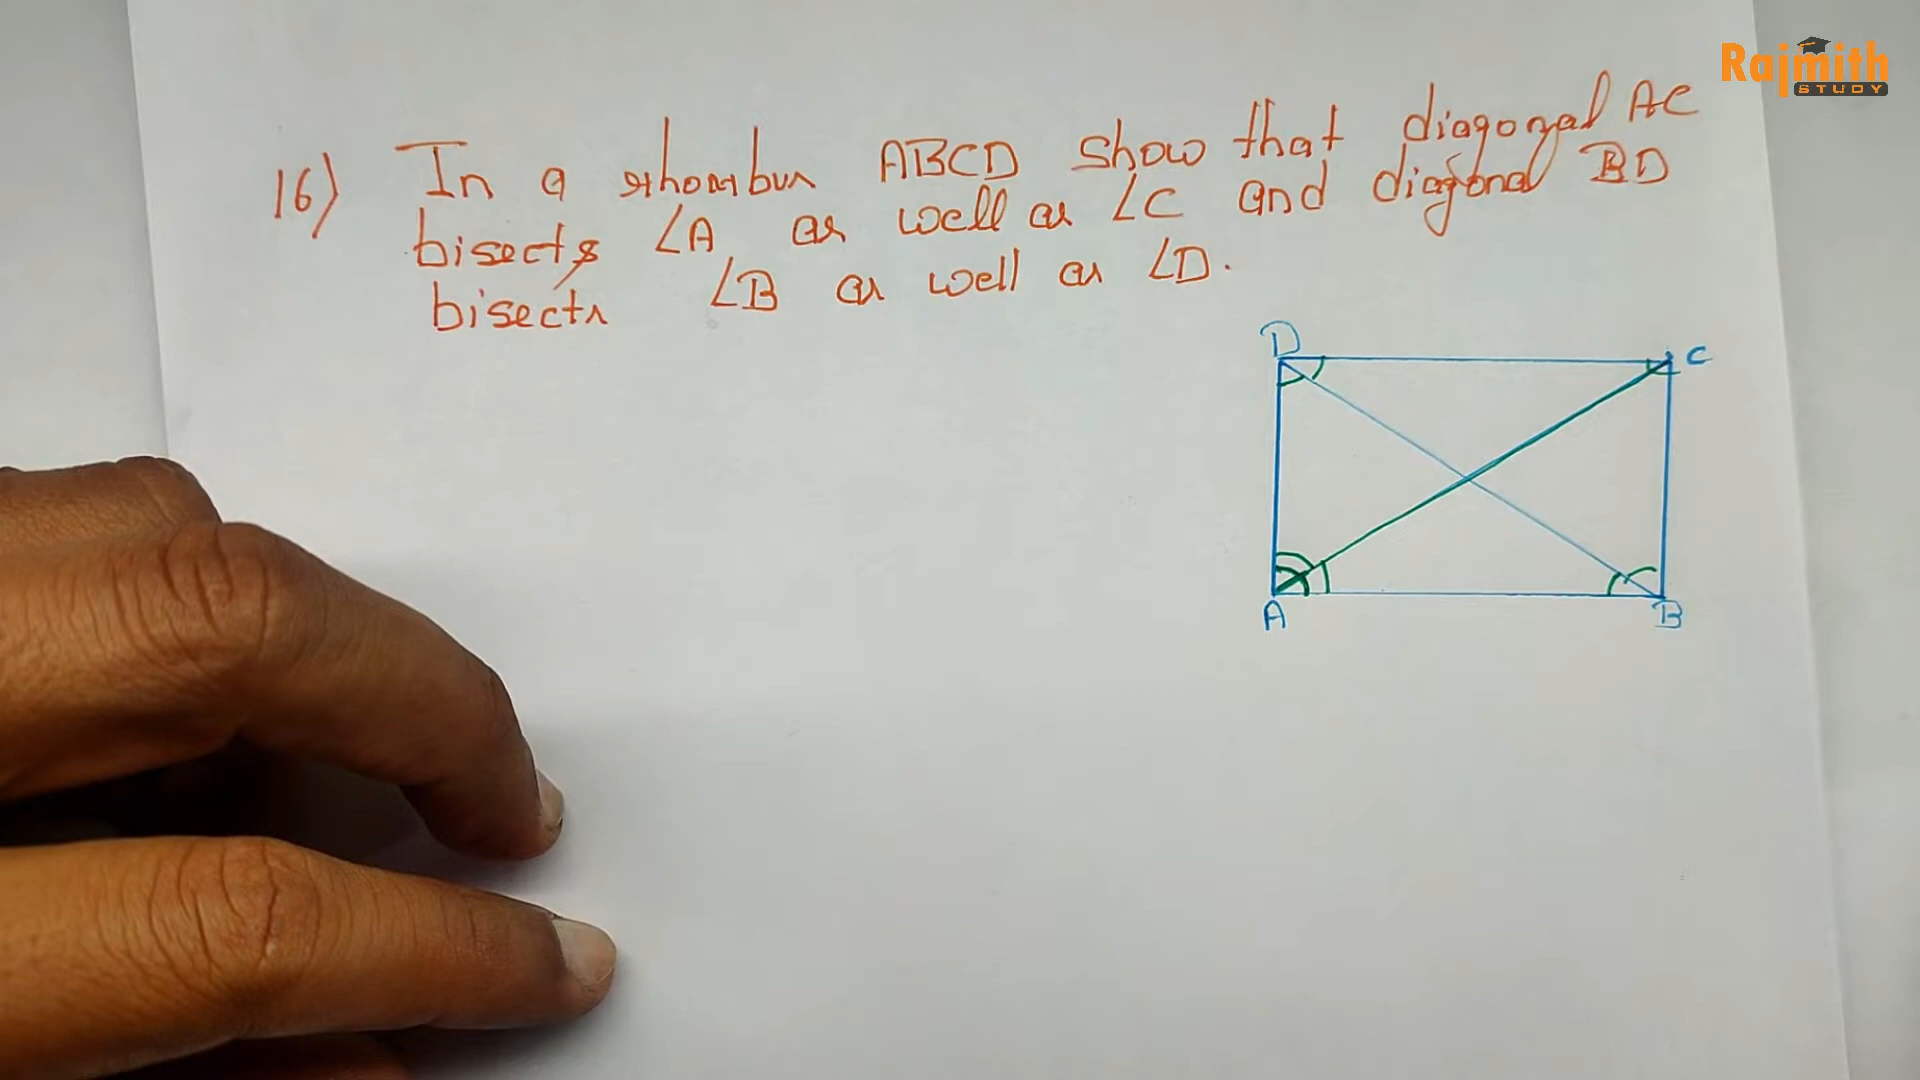 Rajmith
STUDY
16) In a rhombus ABCD show that diagonal AC
bisects ∠A as well as ∠C and diagonal BD
bisects ∠B as well as ∠D.
D
C
A
B